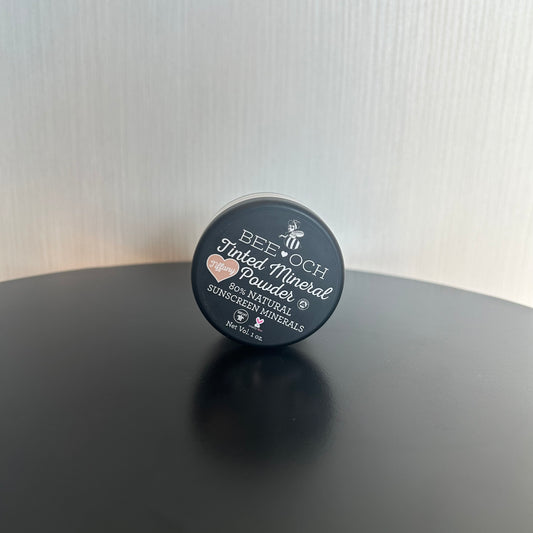 BEE♥OCH
Tinted Mineral
Tiffany
Powder
80% NATURAL
SUNSCREEN MINERALS
Net Vol. 1 oz.